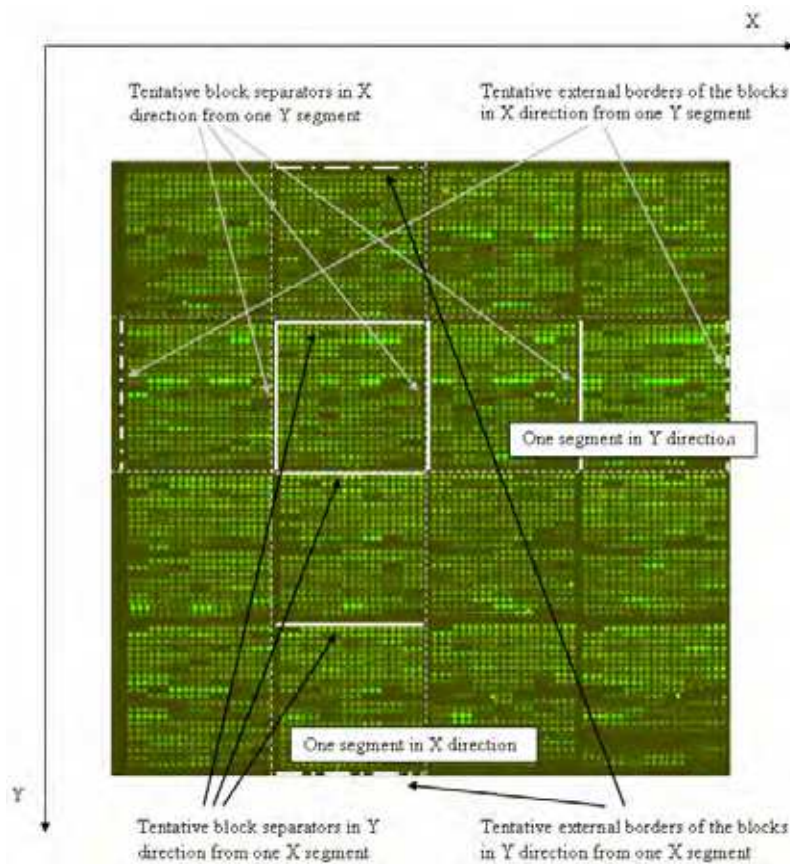 X
Tentative block separators in X
direction from one Y segment
Tentative external borders of the blocks
in X direction from one Y segment
One segment in Y direction
One segment in X direction
Y
Tentative block separators in Y
direction from one X segment
Tentative external borders of the blocks
in Y direction from one X segment